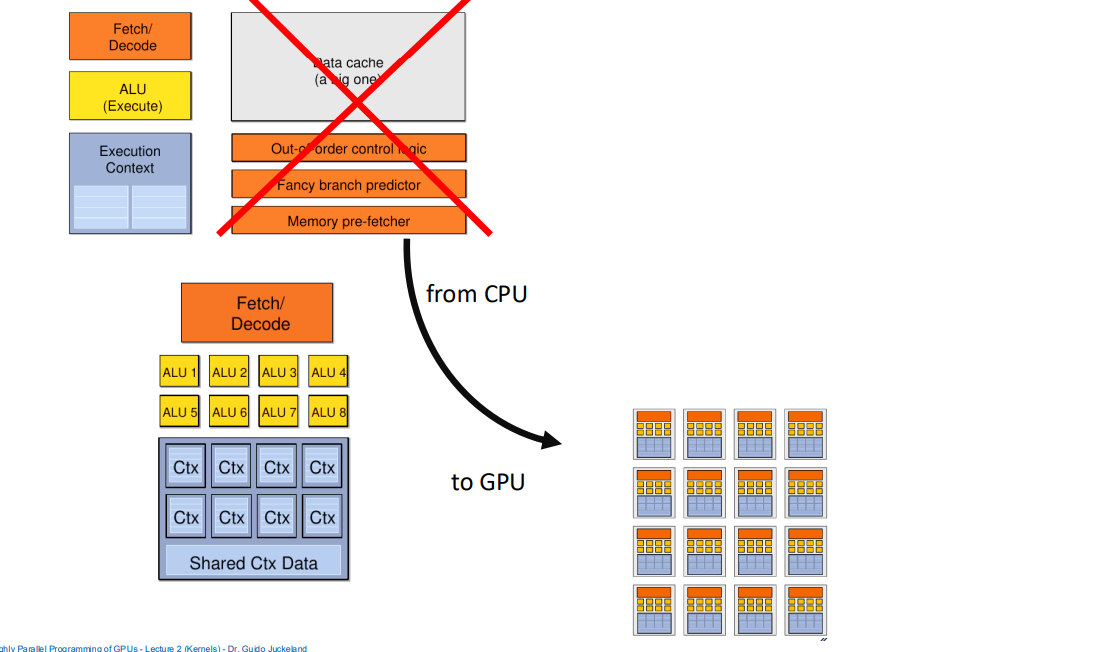 Fetch/
Decode
ALU
(Execute)
Execution
Context
Data cache
(a big one)
Out-of-order control logic
Fancy branch predictor
Memory pre-fetcher
from CPU
to GPU
Fetch/
Decode
ALU 1 ALU 2 ALU 3 ALU 4
ALU 5 ALU 6 ALU 7 ALU 8
Ctx Ctx Ctx Ctx
Ctx Ctx Ctx Ctx
Shared Ctx Data
Parallel Programming of GPUs - Lecture 2 (Kernels) - Dr. Guido Juckeland